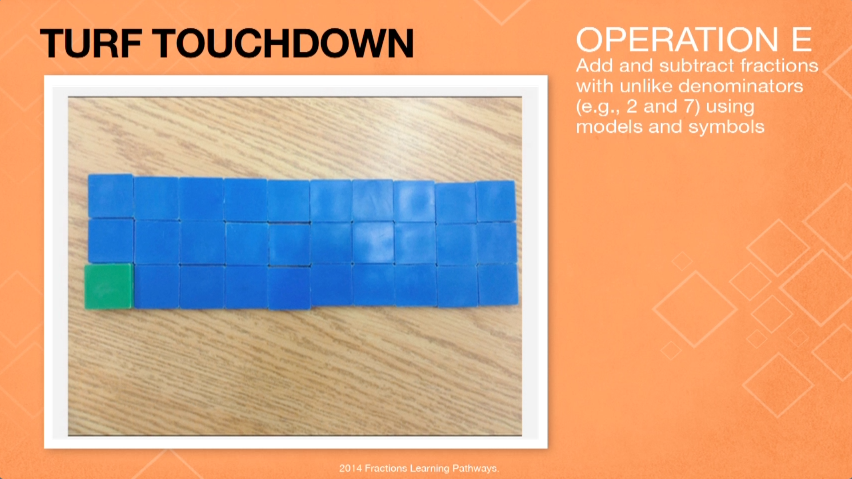 TURF TOUCHDOWN
OPERATION E
Add and subtract fractions
with unlike denominators
(e.g., 2 and 7) using
models and symbols
2014 Fractions Learning Pathways.